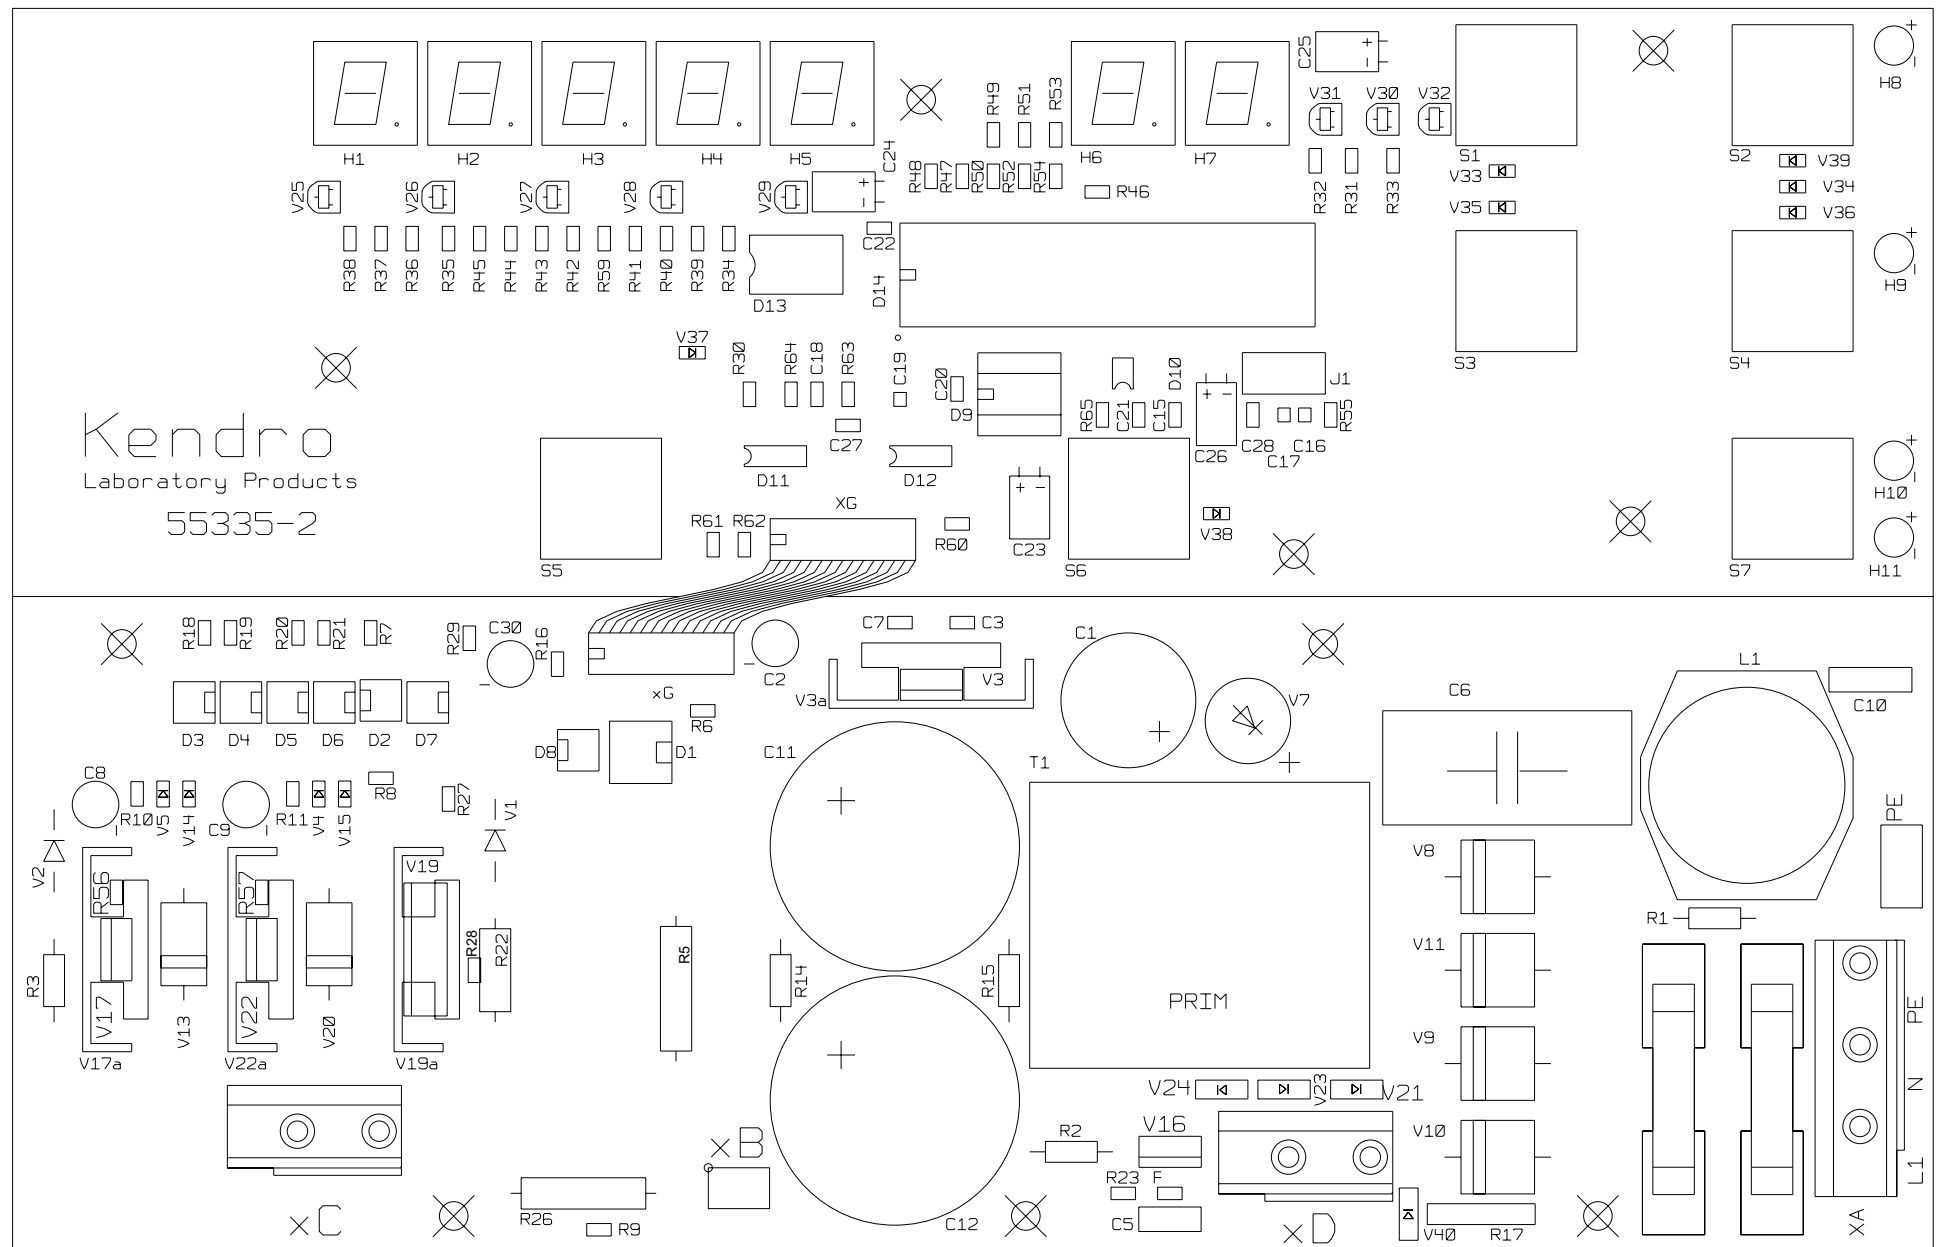 C25
H8
R49
R51
R53
V31
V30
V32
H1
H2
H3
H4
H5
C24
H6
H7
S1
S2
V39
V33
V34
V35
V36
V25
V26
V27
V28
V29
R48
R47
R50
R52
R54
R46
R32
R31
R33
C22
R38
R37
R36
R35
R45
R44
R43
R42
R59
R41
R40
R39
R34
D13
D14
H9
V37
R30
R64
C18
R63
C19
C20
D9
D10
J1
S3
S4
R65
C21
C15
R55
Kendro
C27
C26
C28
C16
C17
Laboratory Products
D11
D12
H10
55335-2
XG
R61
R62
R60
C23
V38
S5
S6
S7
H11
R18
R19
R20
R21
R7
R29
C30
R16
C7
C3
C1
C2
V3
V3a
L1
xG
C6
V7
C10
R6
D3
D4
D5
D6
D2
D7
D8
D1
C11
T1
C8
R10
V5
V14
C9
R11
V4
V15
R8
R27
V1
PE
V2
R56
R57
V19
V8
R1
R3
V17
V13
V22
V20
R28
R22
R5
R14
R15
V11
PRIM
PE
V17a
V22a
V19a
V9
V24
V23
V21
N
xB
R2
V16
V10
R23
F
L1
xC
R26
R9
C12
C5
xD
V40
R17
XA